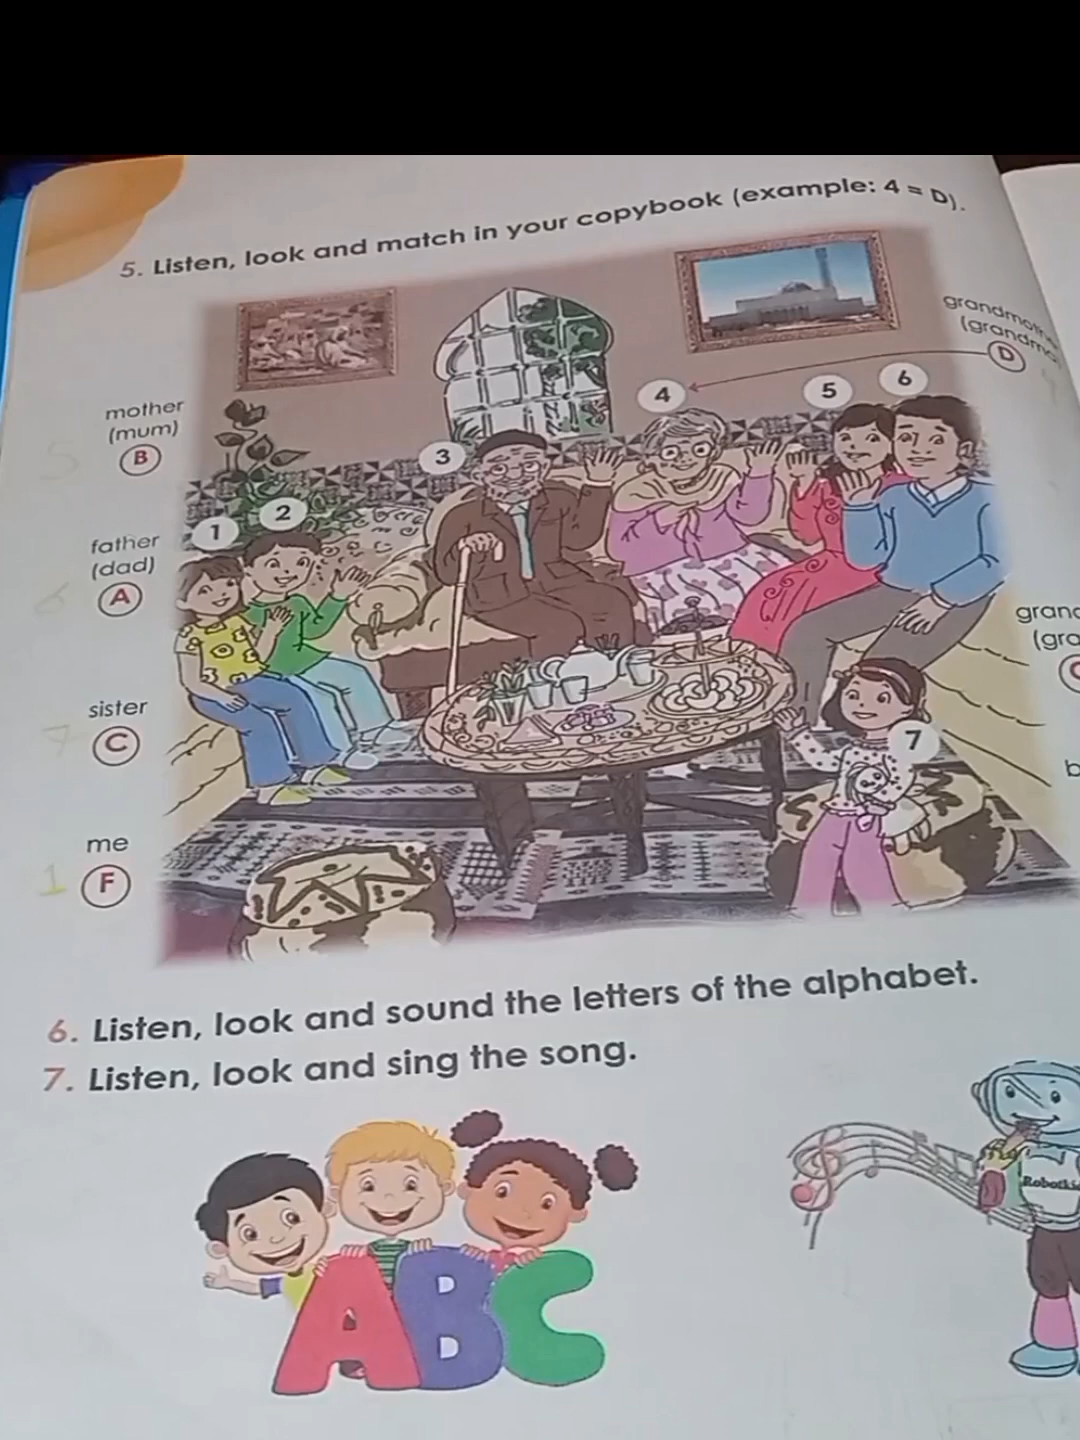 5. Listen, look and match in your copybook (example: 4 = D).
(grandma)
D
4
5
6
mother
(mum)
B
3
1
2
father
(dad)
A
sister
C
7
me
F
6. Listen, look and sound the letters of the alphabet.
7. Listen, look and sing the song.
ABC